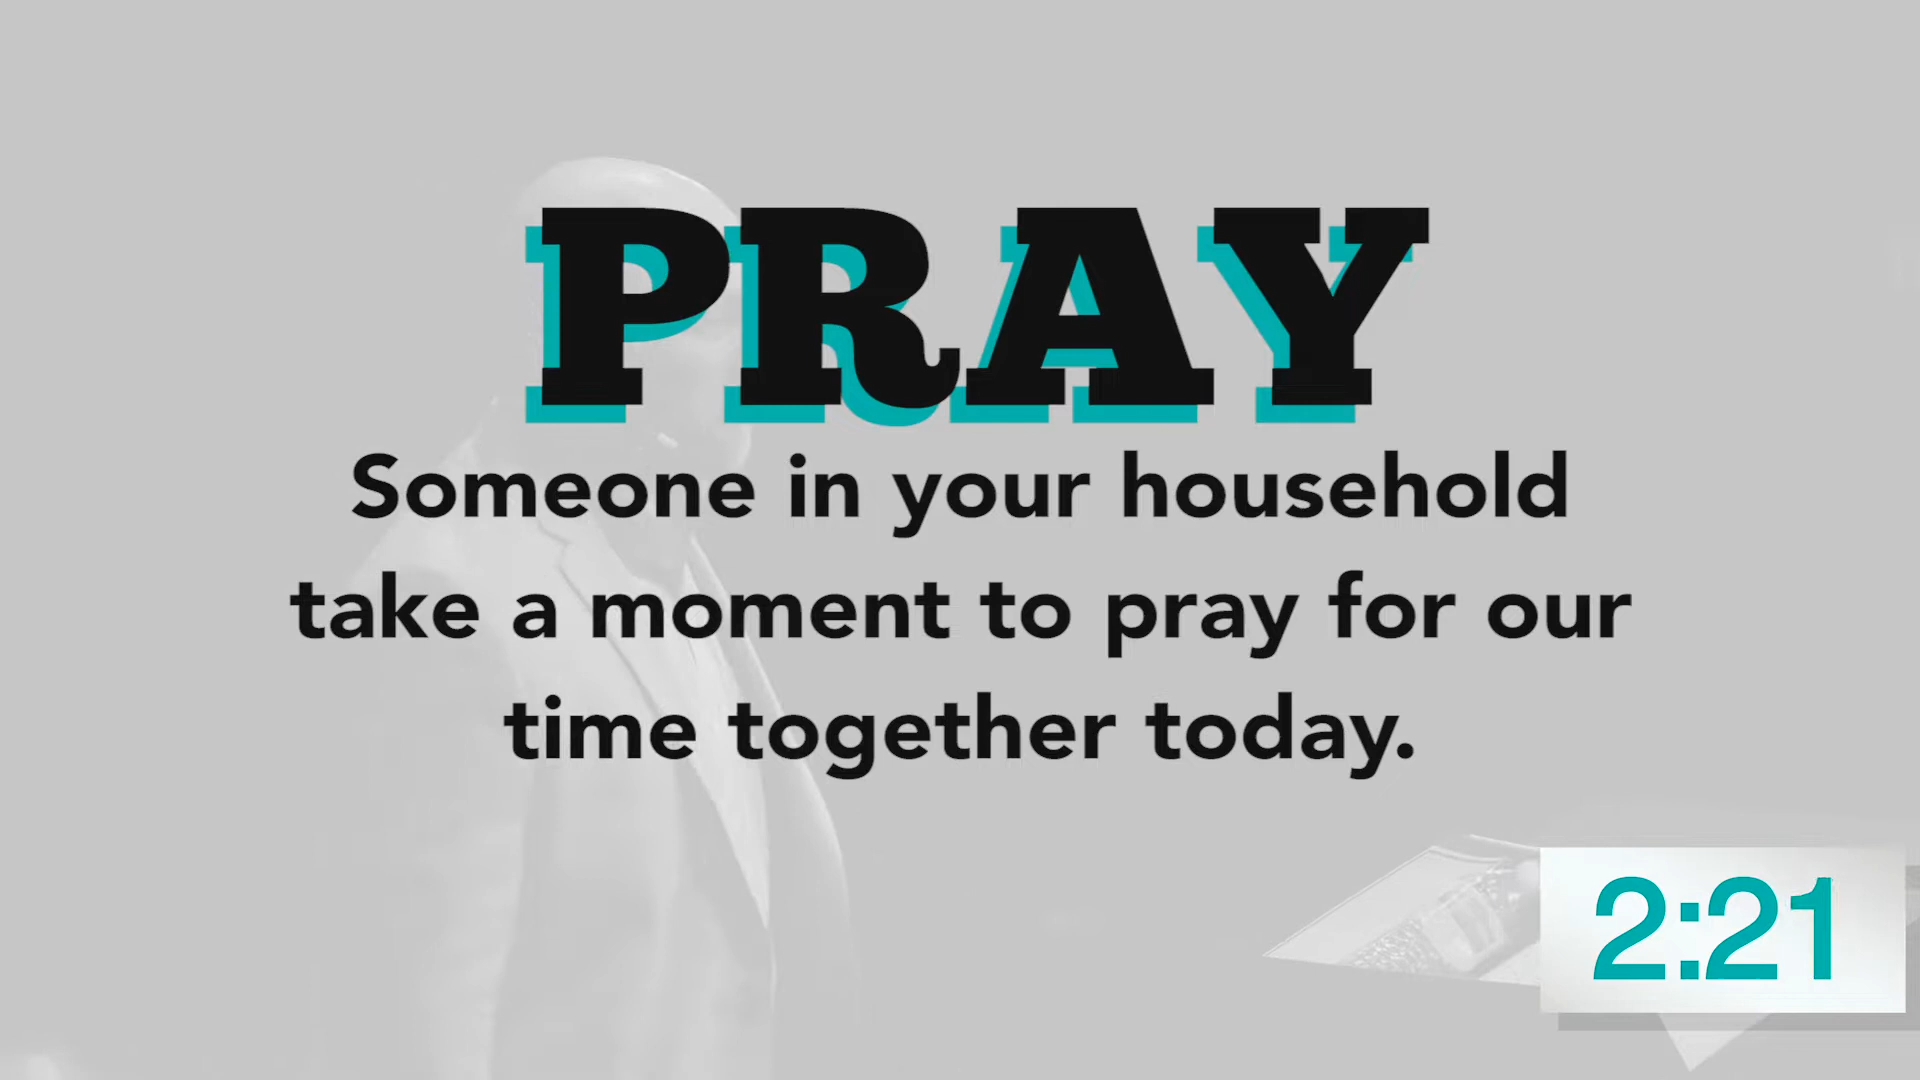 PRAY
Someone in your household
take a moment to pray for our
time together today.
2:21